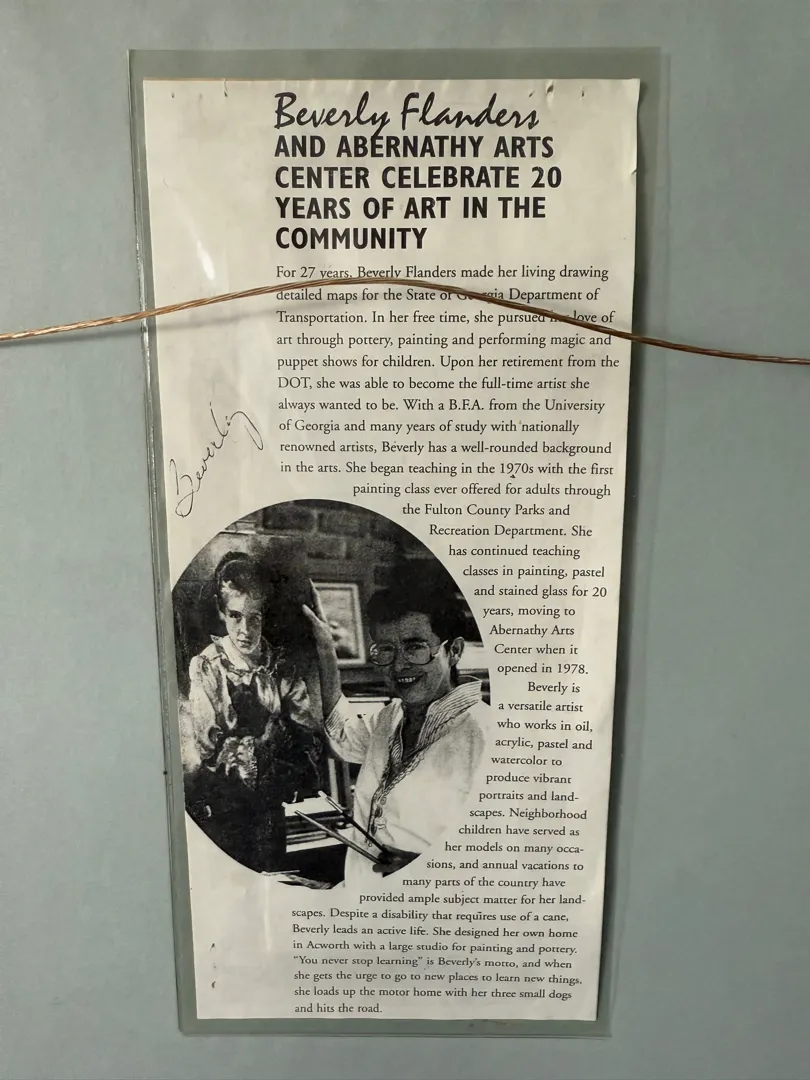 Beverly Flanders
AND ABERNATHY ARTS
CENTER CELEBRATE 20
YEARS OF ART IN THE
COMMUNITY
For 27 years, Beverly Flanders made her living drawing
detailed maps for the State of Georgia Department of
Transportation. In her free time, she pursued her love of
art through pottery, painting and performing magic and
puppet shows for children. Upon her retirement from the
DOT, she was able to become the full-time artist she
always wanted to be. With a B.F.A. from the University
of Georgia and many years of study with nationally
renowned artists, Beverly has a well-rounded background
in the arts. She began teaching in the 1970s with the first
painting class ever offered for adults through
the Fulton County Parks and
Recreation Department. She
has continued teaching
classes in painting, pastel
and stained glass for 20
years, moving to
Abernathy Arts
Center when it
opened in 1978.
Beverly is
a versatile artist
who works in oil,
acrylic, pastel and
watercolor to
produce vibrant
portraits and land-
scapes. Neighborhood
children have served as
her models on many occa-
sions, and annual vacations to
many parts of the country have
provided ample subject matter for her land-
scapes. Despite a disability that requires use of a cane,
Beverly leads an active life. She designed her own home
in Acworth with a large studio for painting and pottery.
"You never stop learning" is Beverly's motto, and when
she gets the urge to go to new places to learn new things,
she loads up the motor home with her three small dogs
and hits the road.
Beverly